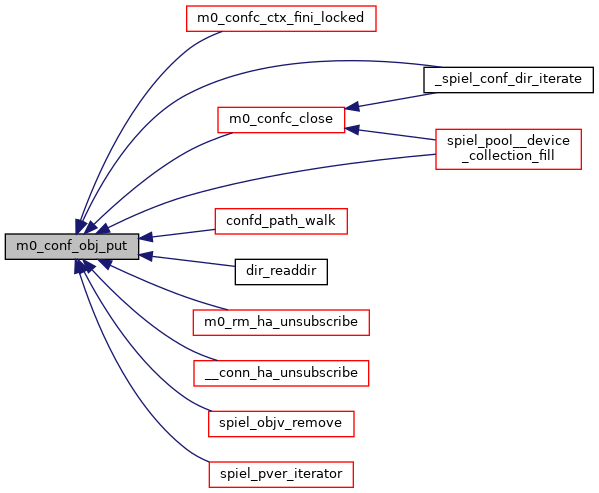 m0_confc_ctx_fini_locked
_spiel_conf_dir_iterate
m0_confc_close
spiel_pool__device
_collection_fill
confd_path_walk
m0_conf_obj_put
dir_readdir
m0_rm_ha_unsubscribe
__conn_ha_unsubscribe
spiel_objv_remove
spiel_pver_iterator